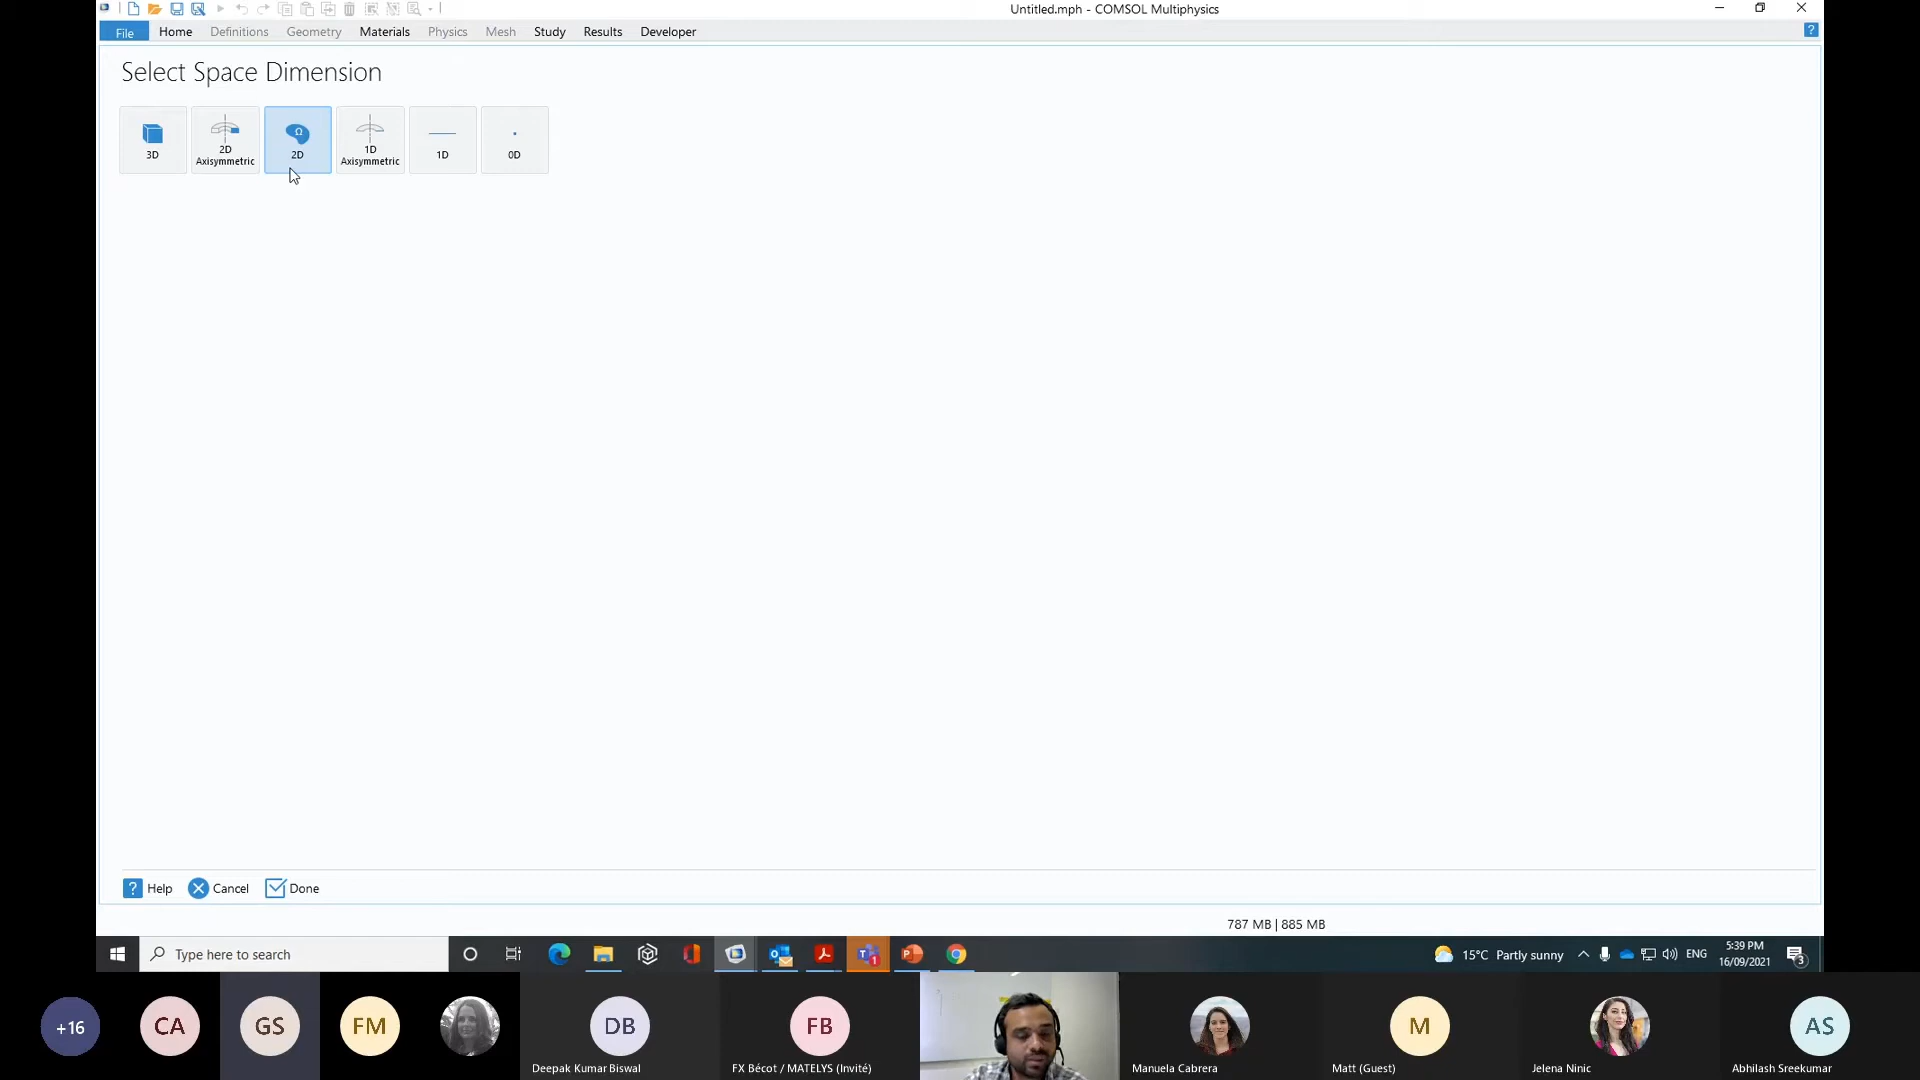 Untitled.mph - COMSOL Multiphysics
File Home Definitions Geometry Materials Physics Mesh Study Results Developer ?
Select Space Dimension
3D
2D Axisymmetric
Ω
2D
1D Axisymmetric
1D
0D
? Help Cancel Done
787 MB | 885 MB
Type here to search
15°C Partly sunny
ENG
5:39 PM
16/09/2021
3
+16
CA
GS
FM
DB
Deepak Kumar Biswal
FB
FX Bécot / MATELYS (Invité)
Manuela Cabrera
M
Matt (Guest)
Jelena Ninic
AS
Abhilash Sreekumar